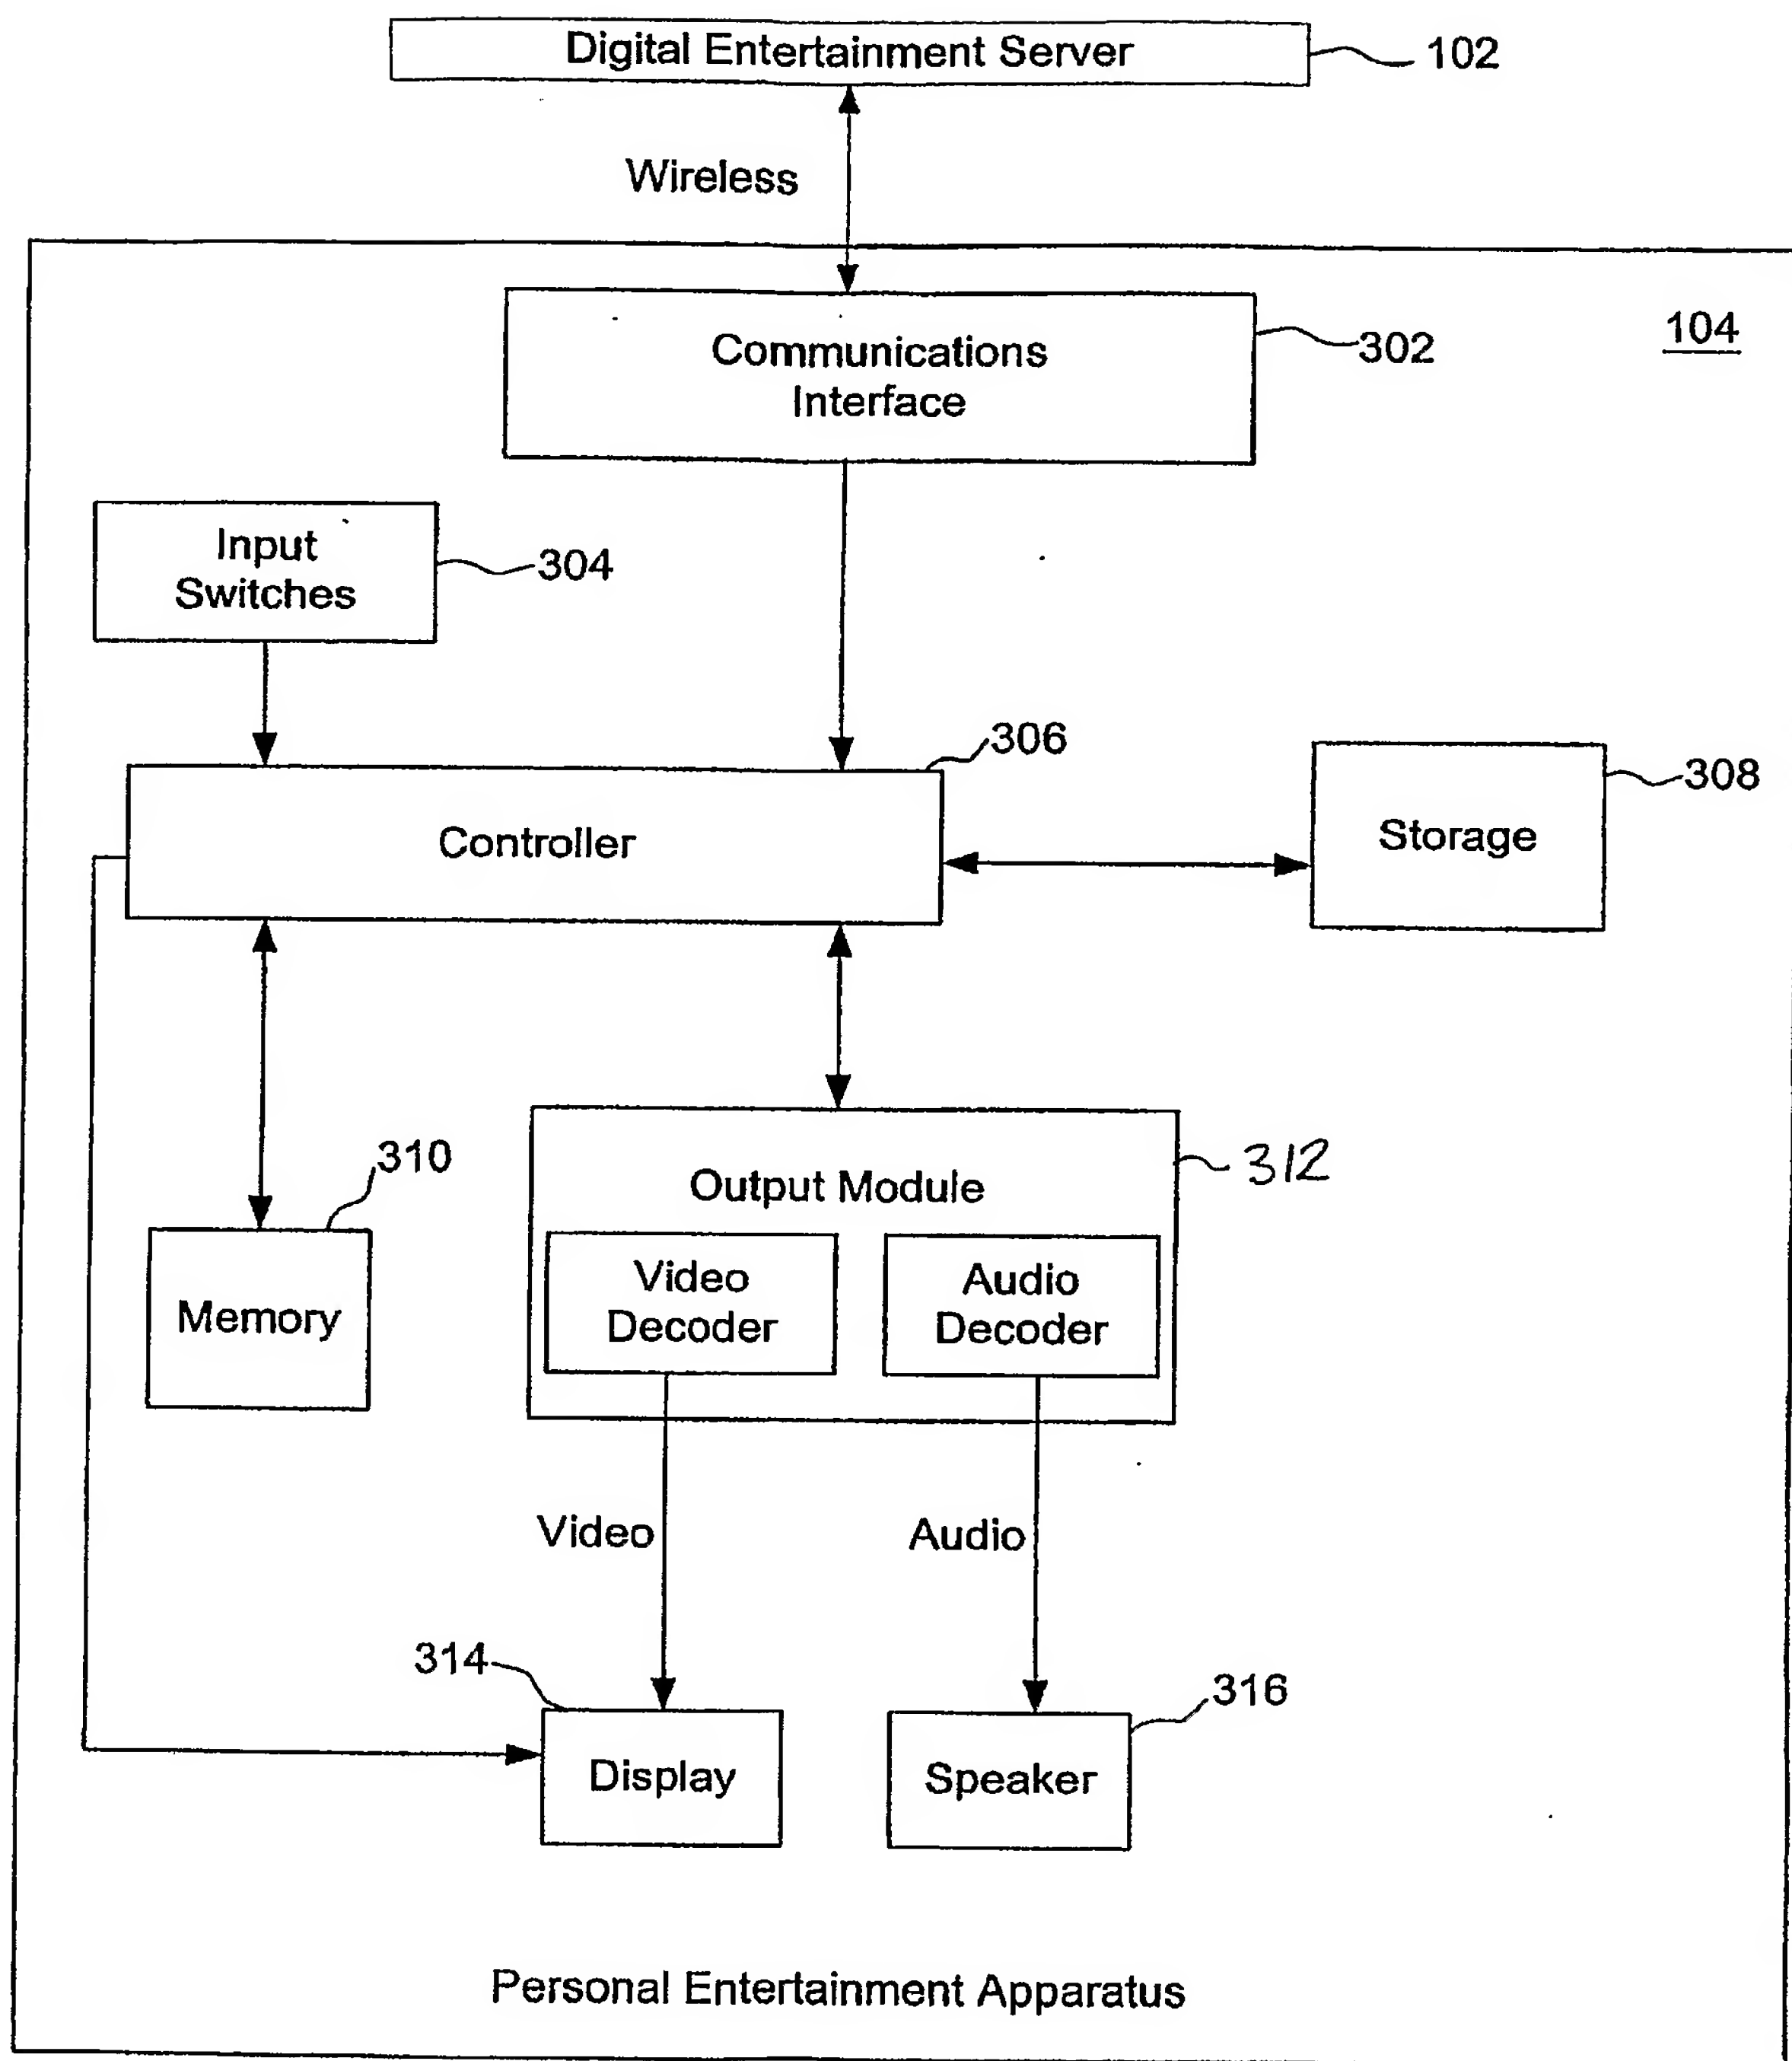 Digital Entertainment Server
102
Wireless
104
Communications
Interface
302
Input
Switches
304
306
Controller
308
Storage
310
Memory
312
Output Module
Video
Decoder
Audio
Decoder
Video
Audio
314
Display
316
Speaker
Personal Entertainment Apparatus